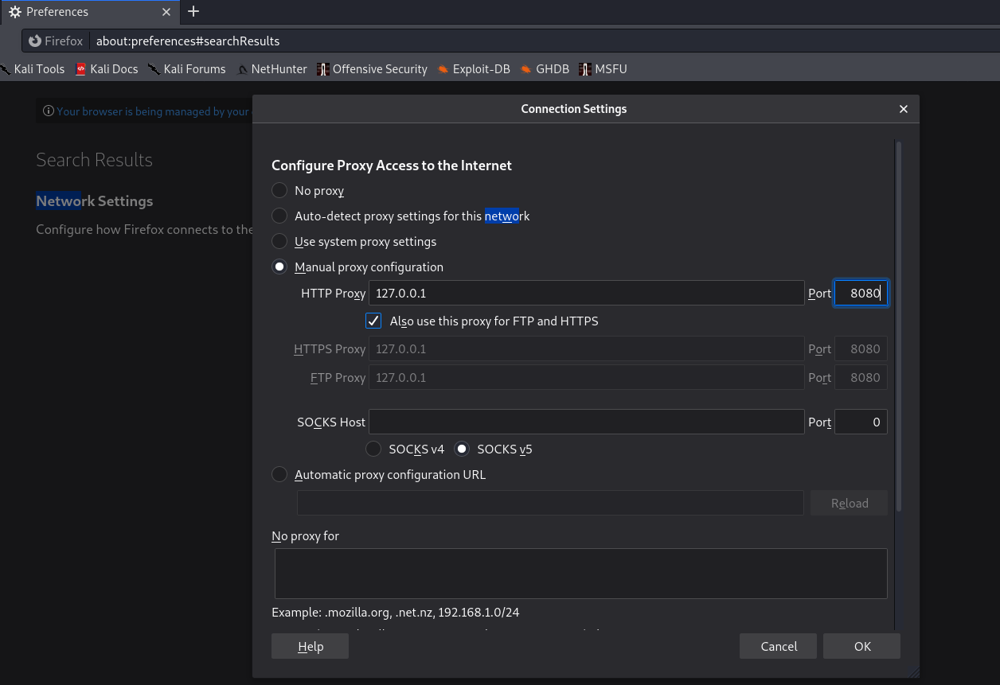 Preferences
Firefox about:preferences#searchResults
Kali Tools Kali Docs Kali Forums NetHunter Offensive Security Exploit-DB GHDB MSFU
Your browser is being managed by your
Connection Settings
Search Results
Configure Proxy Access to the Internet
No proxy
Network Settings
Auto-detect proxy settings for this network
Configure how Firefox connects to the
Use system proxy settings
Manual proxy configuration
HTTP Proxy 127.0.0.1 Port 8080
Also use this proxy for FTP and HTTPS
HTTPS Proxy 127.0.0.1 Port 8080
FTP Proxy 127.0.0.1 Port 8080
SOCKS Host Port 0
SOCKS v4 SOCKS v5
Automatic proxy configuration URL
Reload
No proxy for
Example: .mozilla.org, .net.nz, 192.168.1.0/24
Help Cancel OK